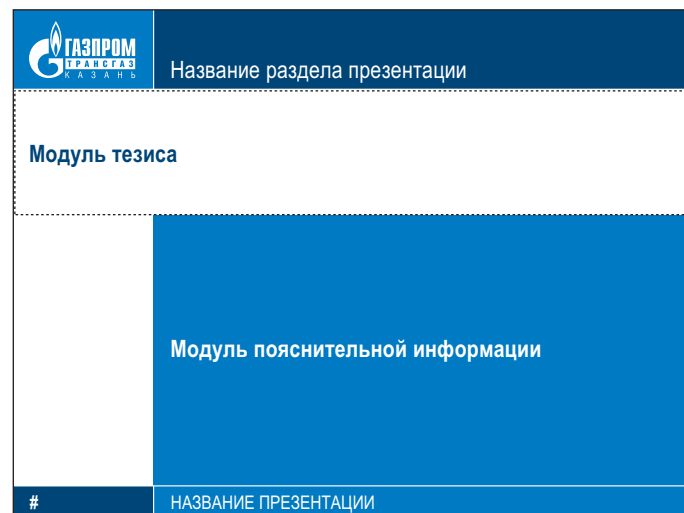 ГАЗПРОМ
ТРАНСГАЗ
КАЗАНЬ
Название раздела презентации
Модуль тезиса
Модуль пояснительной информации
#
НАЗВАНИЕ ПРЕЗЕНТАЦИИ